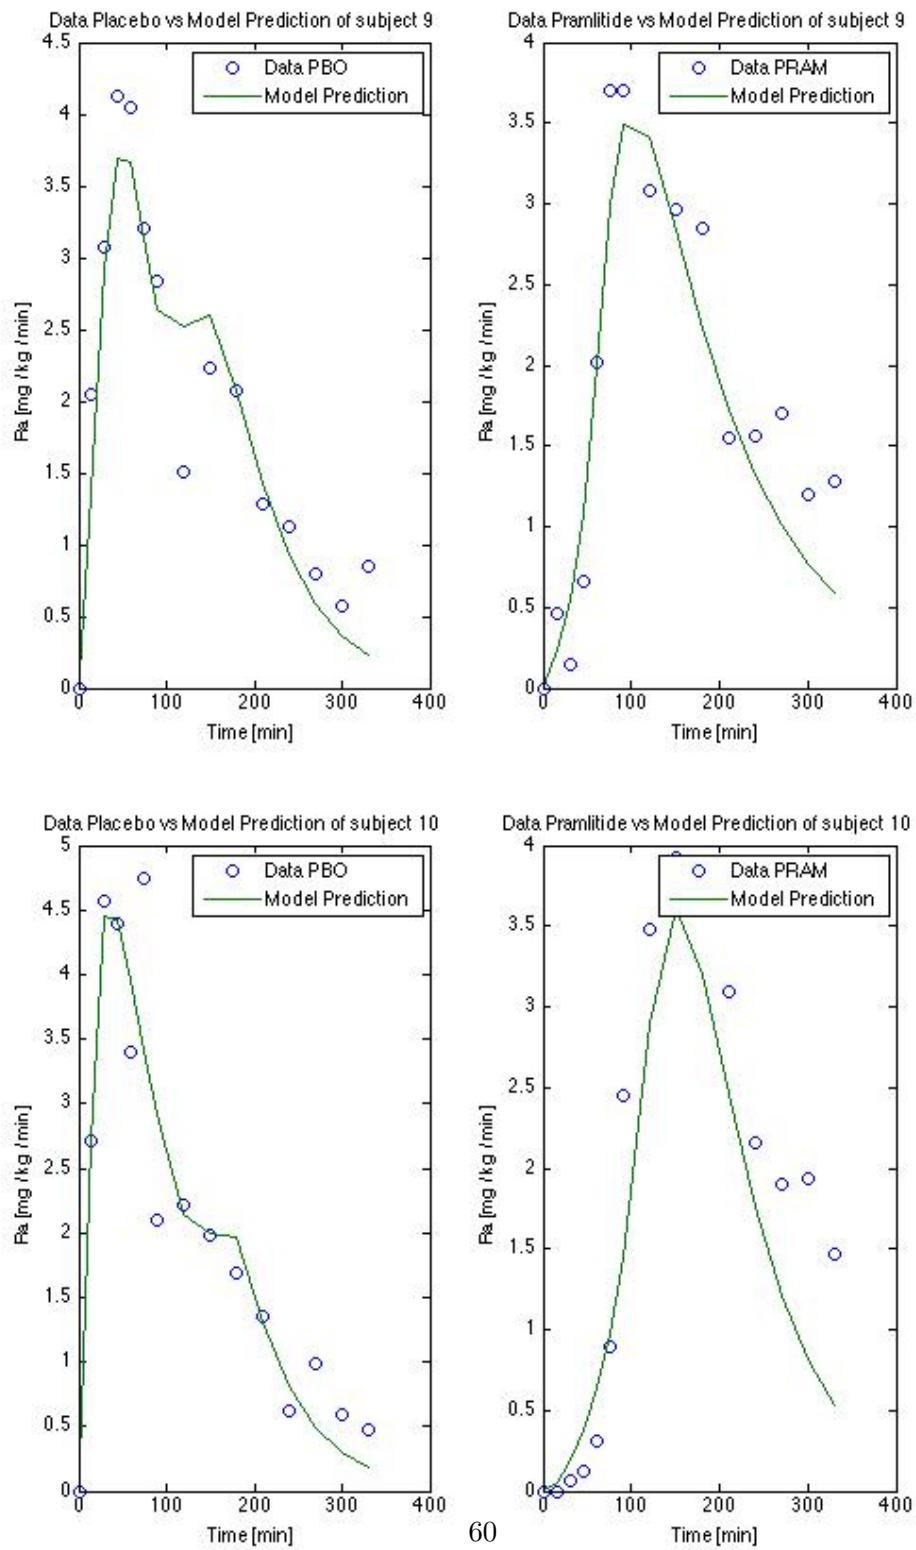 Data Placebo vs Model Prediction of subject 9
4.5
4
3.5
3
2.5
2
1.5
1
0.5
0
Ra [mg /kg /min]
Data PBO
Model Prediction
0 100 200 300 400
Time [min]
Data Pramlitide vs Model Prediction of subject 9
4
3.5
3
2.5
2
1.5
1
0.5
0
Ra [mg /kg /min]
Data PRAM
Model Prediction
0 100 200 300 400
Time [min]
Data Placebo vs Model Prediction of subject 10
5
4.5
4
3.5
3
2.5
2
1.5
1
0.5
0
Ra [mg /kg /min]
Data PBO
Model Prediction
0 100 200 300 400
Time [min]
Data Pramlitide vs Model Prediction of subject 10
4
3.5
3
2.5
2
1.5
1
0.5
0
Ra [mg /kg /min]
Data PRAM
Model Prediction
0 100 200 300 400
Time [min]
60